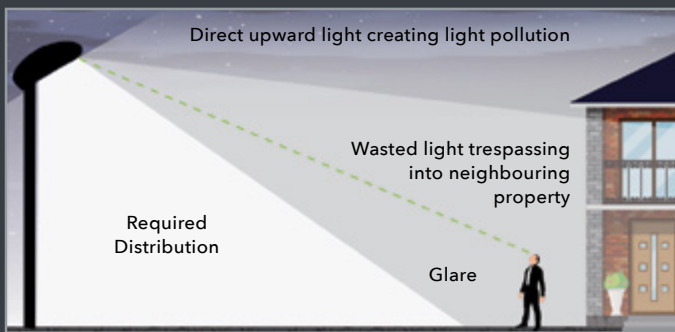 Direct upward light creating light pollution
Wasted light trespassing
into neighbouring
property
Required
Distribution
Glare